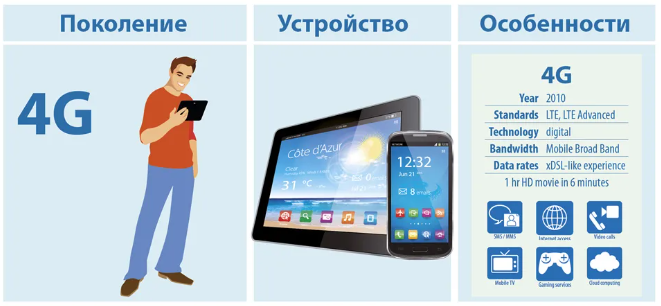 Поколение
Устройство
Особенности
4G
Côte d'Azur
31°C
12:32
Jun 21
8
4G
Year 2010
Standards LTE, LTE Advanced
Technology digital
Bandwidth Mobile Broad Band
Data rates xDSL-like experience
1 hr HD movie in 6 minutes
SMS / MMS
Internet access
Video calls
Mobile TV
Gaming services
Cloud computing